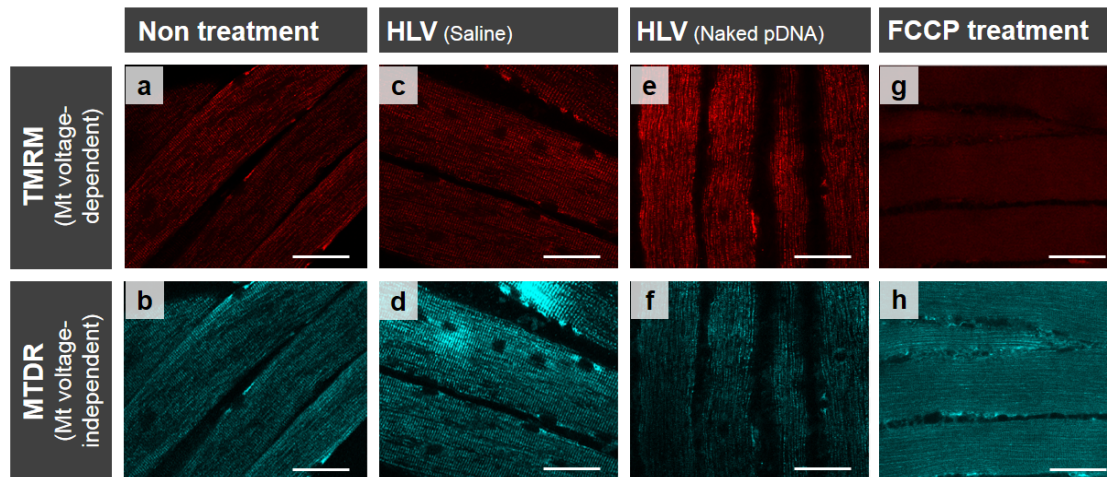 Non treatment
HLV (Saline)
HLV (Naked pDNA)
FCCP treatment
TMRM
(Mt voltage-
dependent)
a
c
e
g
MTDR
(Mt voltage-
independent)
b
d
f
h